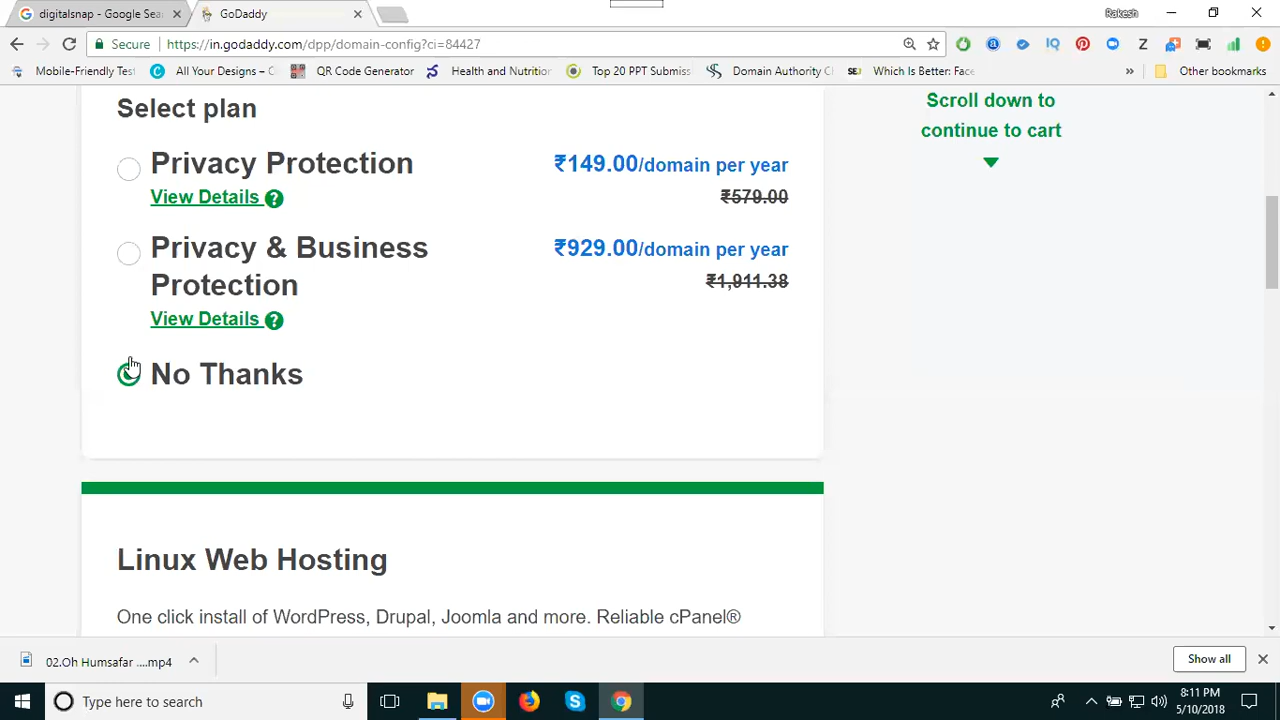 digitalsnap - Google Sea
GoDaddy
Rakesh
Secure
https://in.godaddy.com/dpp/domain-config?ci=84427
Mobile-Friendly Test
All Your Designs – C
QR Code Generator
Health and Nutrition
Top 20 PPT Submiss
Domain Authority C
SEO
Which Is Better: Face
»
Other bookmarks
Select plan
Privacy Protection
₹149.00/domain per year
View Details ?
₹579.00
Privacy & Business
Protection
₹929.00/domain per year
₹1,911.38
View Details ?
No Thanks
Scroll down to
continue to cart
Linux Web Hosting
One click install of WordPress, Drupal, Joomla and more. Reliable cPanel®
02.Oh Humsafar ....mp4
Show all
Type here to search
8:11 PM
5/10/2018